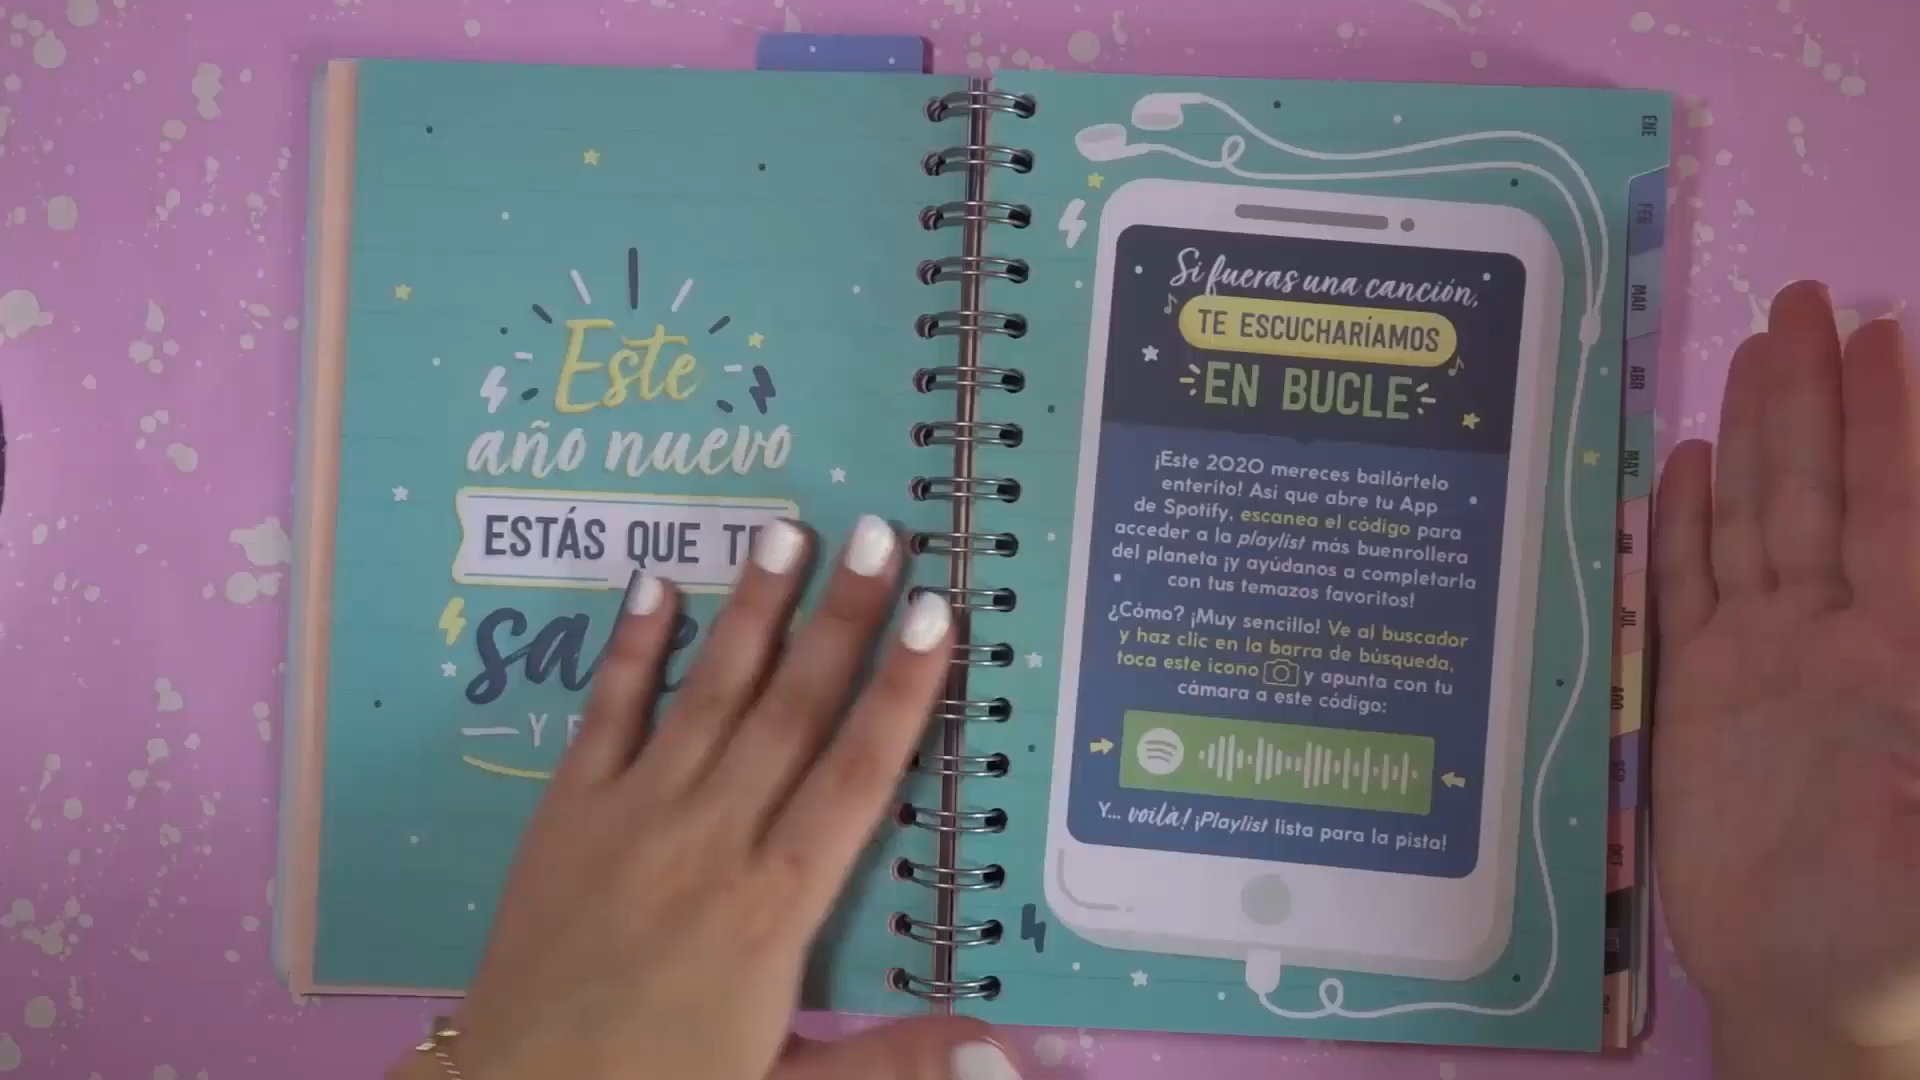 Este
año nuevo
ESTÁS QUE TE
—Y
Si fueras una canción,
TE ESCUCHARÍAMOS
EN BUCLE
¡Este 2020 mereces bailártelo
enterito! Así que abre tu App
de Spotify, escanea el código para
acceder a la playlist más buenrollera
del planeta ¡y ayúdanos a completarla
con tus temazos favoritos!
¿Cómo? ¡Muy sencillo! Ve al buscador
y haz clic en la barra de búsqueda,
toca este icono y apunta con tu
cámara a este código:
Y... voilà! ¡Playlist lista para la pista!
ENE
FEB
MAR
ABR
MAY
JUN
JUL
AGO
SEP
OCT